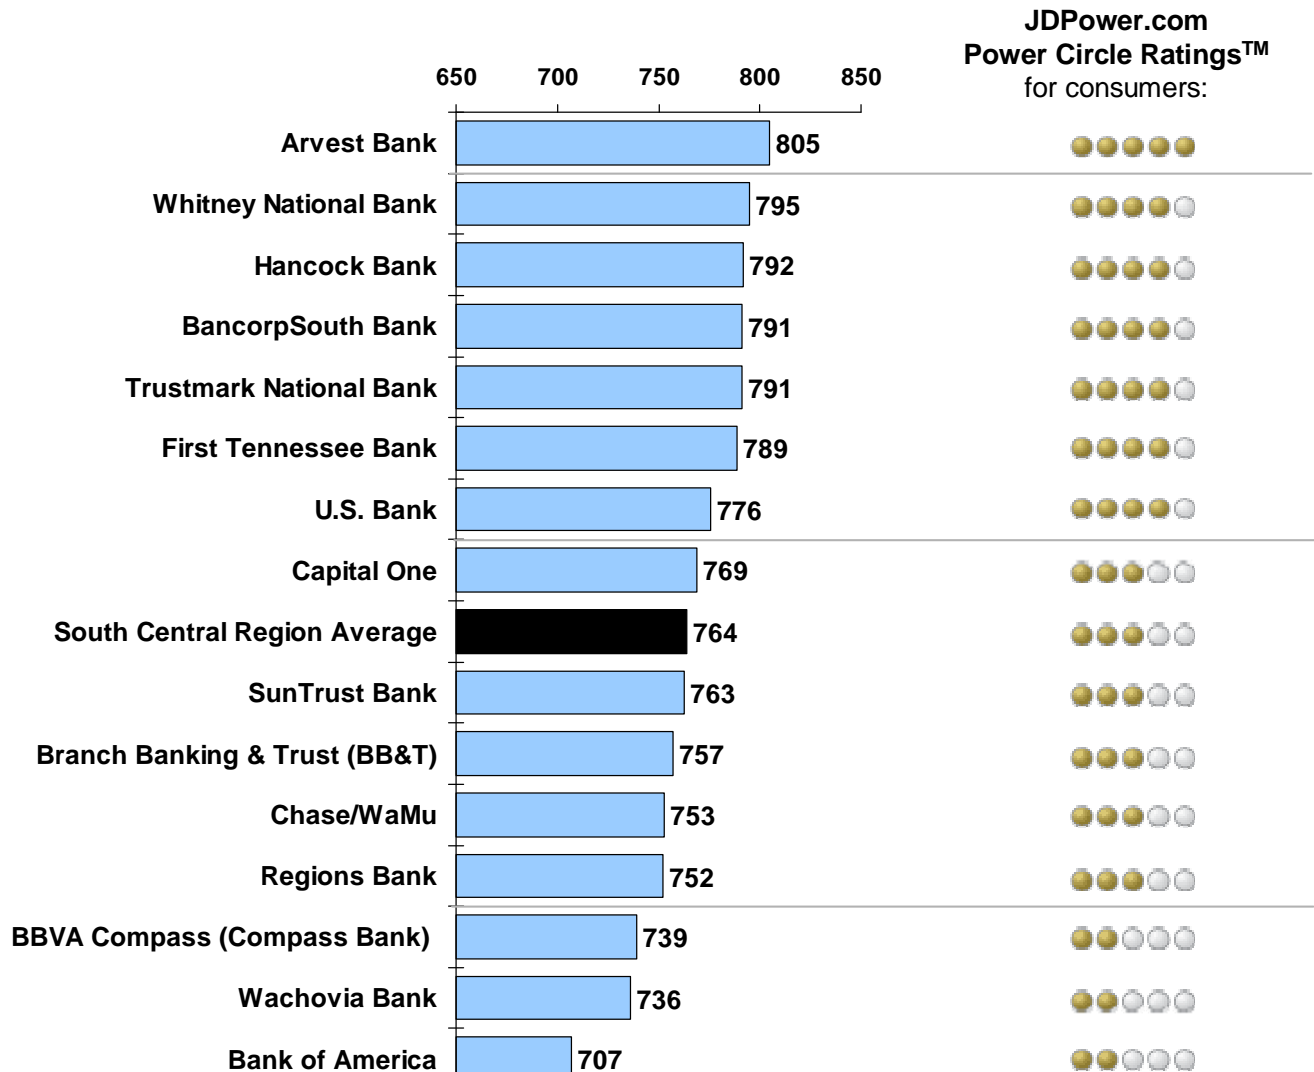 JDPower.com
Power Circle Ratings™
for consumers:
650 700 750 800 850
Arvest Bank 805
Whitney National Bank 795
Hancock Bank 792
BancorpSouth Bank 791
Trustmark National Bank 791
First Tennessee Bank 789
U.S. Bank 776
Capital One 769
South Central Region Average 764
SunTrust Bank 763
Branch Banking & Trust (BB&T) 757
Chase/WaMu 753
Regions Bank 752
BBVA Compass (Compass Bank) 739
Wachovia Bank 736
Bank of America 707